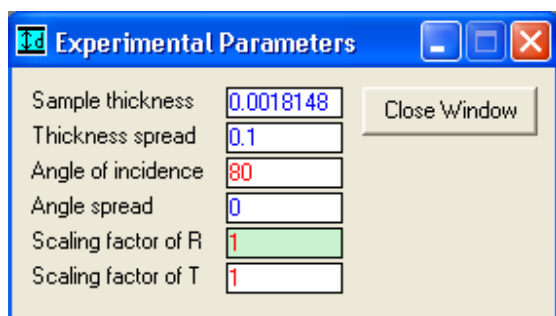 Experimental Parameters
Sample thickness 0.0018148 Close Window
Thickness spread 0.1
Angle of incidence 80
Angle spread 0
Scaling factor of R 1
Scaling factor of T 1